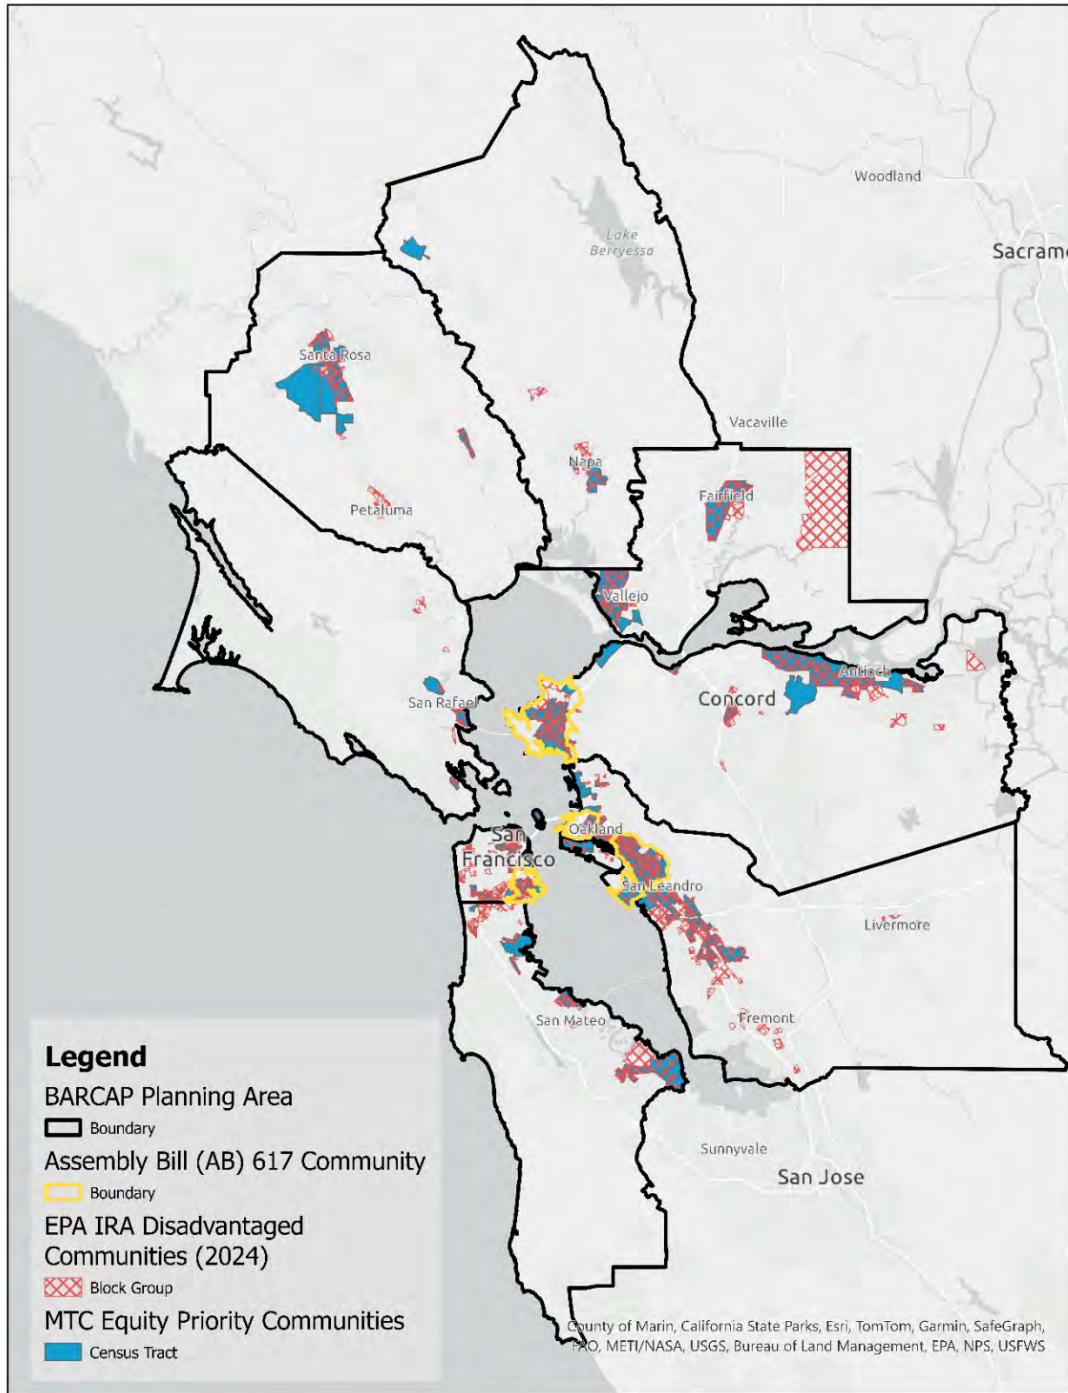 Woodland
Lake
Berryessa
Sacrame
Santa Rosa
Vacaville
Napa
Fairfield
Petaluma
Vallejo
Antioch
Concord
San Rafael
Oakland
San
Francisco
San Leandro
Livermore
San Mateo
Fremont
Sunnyvale
San Jose
Legend
BARCAP Planning Area
Boundary
Assembly Bill (AB) 617 Community
Boundary
EPA IRA Disadvantaged
Communities (2024)
Block Group
MTC Equity Priority Communities
Census Tract
County of Marin, California State Parks, Esri, TomTom, Garmin, SafeGraph,
FAO, METI/NASA, USGS, Bureau of Land Management, EPA, NPS, USFWS